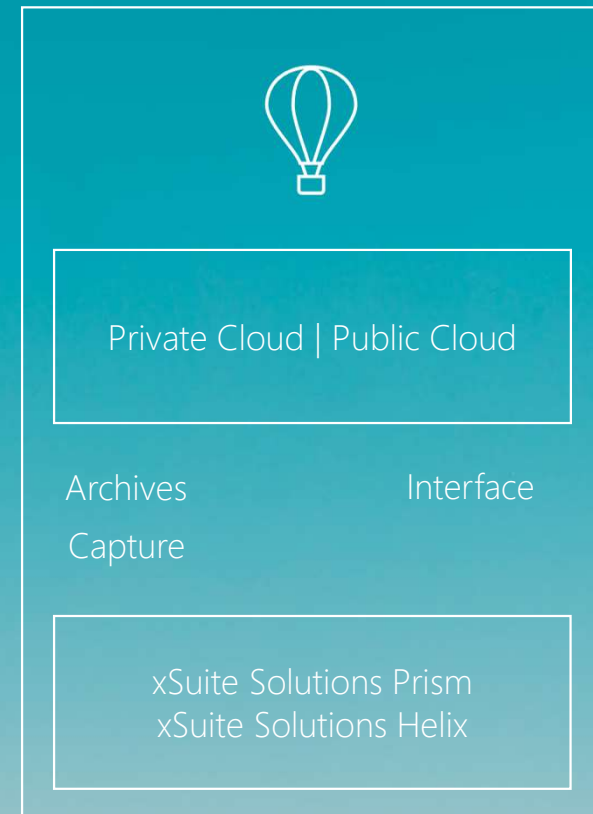 Private Cloud | Public Cloud
Archives
Interface
Capture
xSuite Solutions Prism
xSuite Solutions Helix